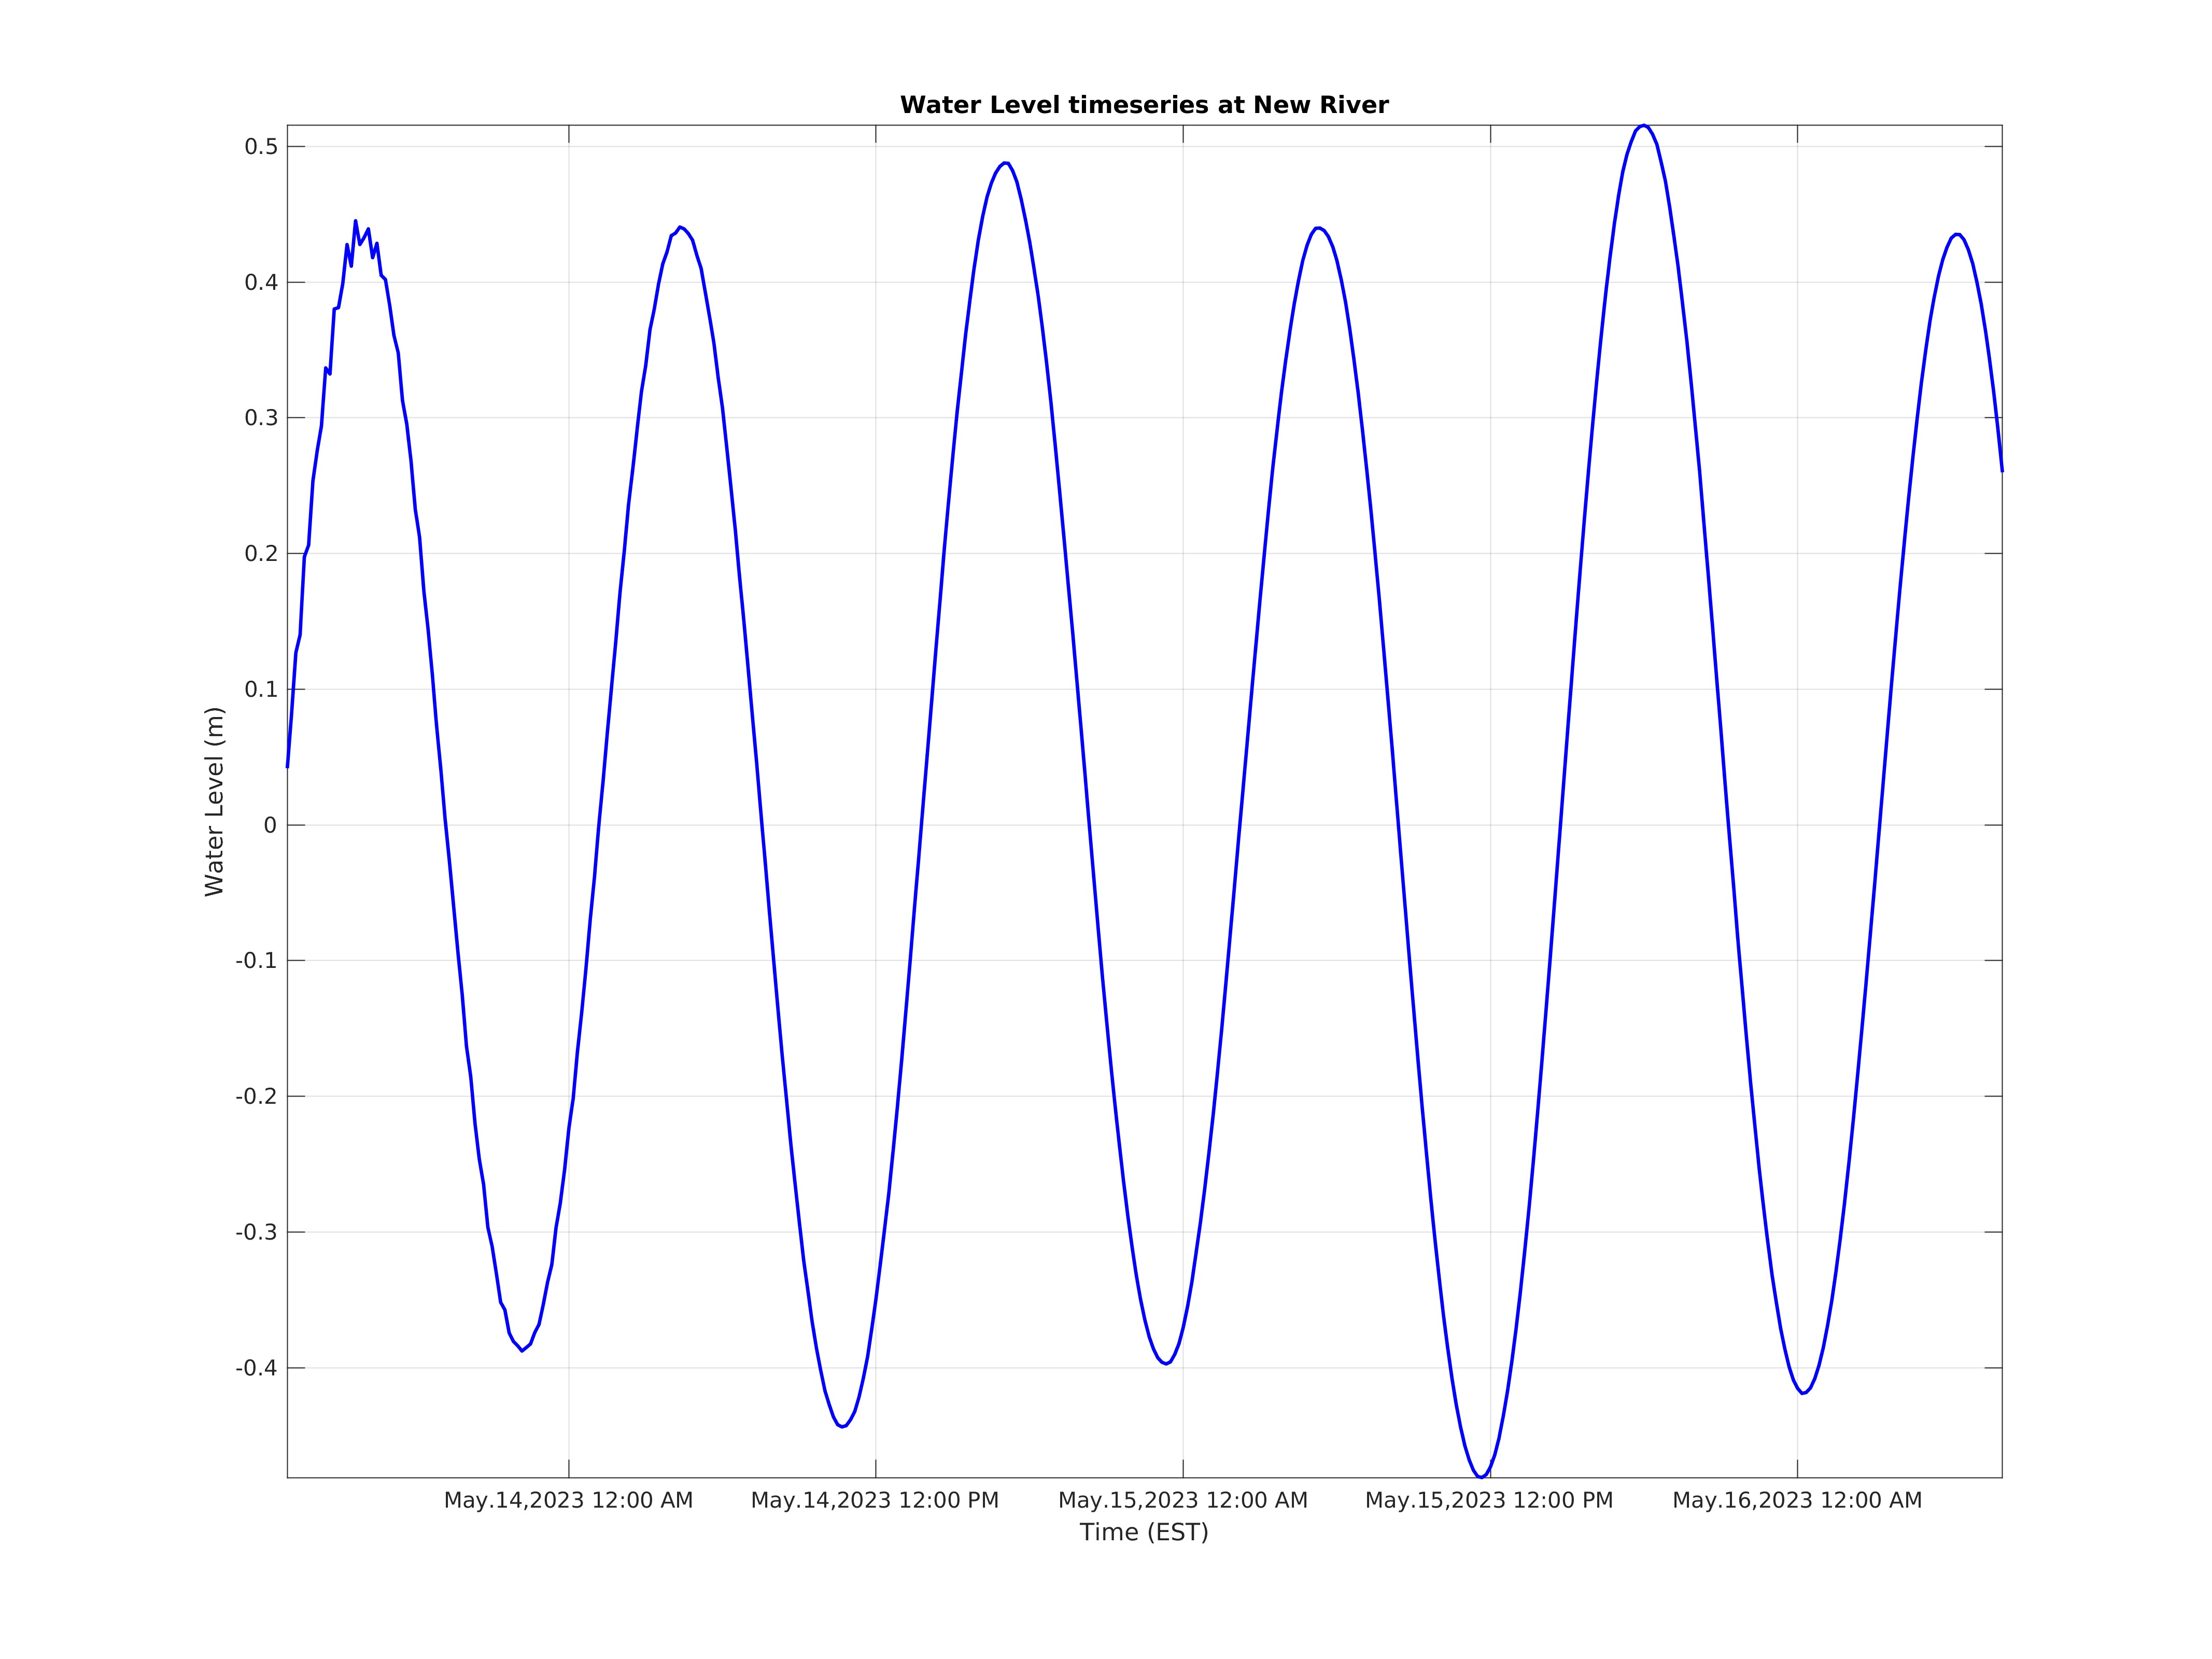 Water Level timeseries at New River
0.5
0.4
0.3
0.2
0.1
0
-0.1
-0.2
-0.3
-0.4
Water Level (m)
May.14,2023 12:00 AM
May.14,2023 12:00 PM
May.15,2023 12:00 AM
May.15,2023 12:00 PM
May.16,2023 12:00 AM
Time (EST)